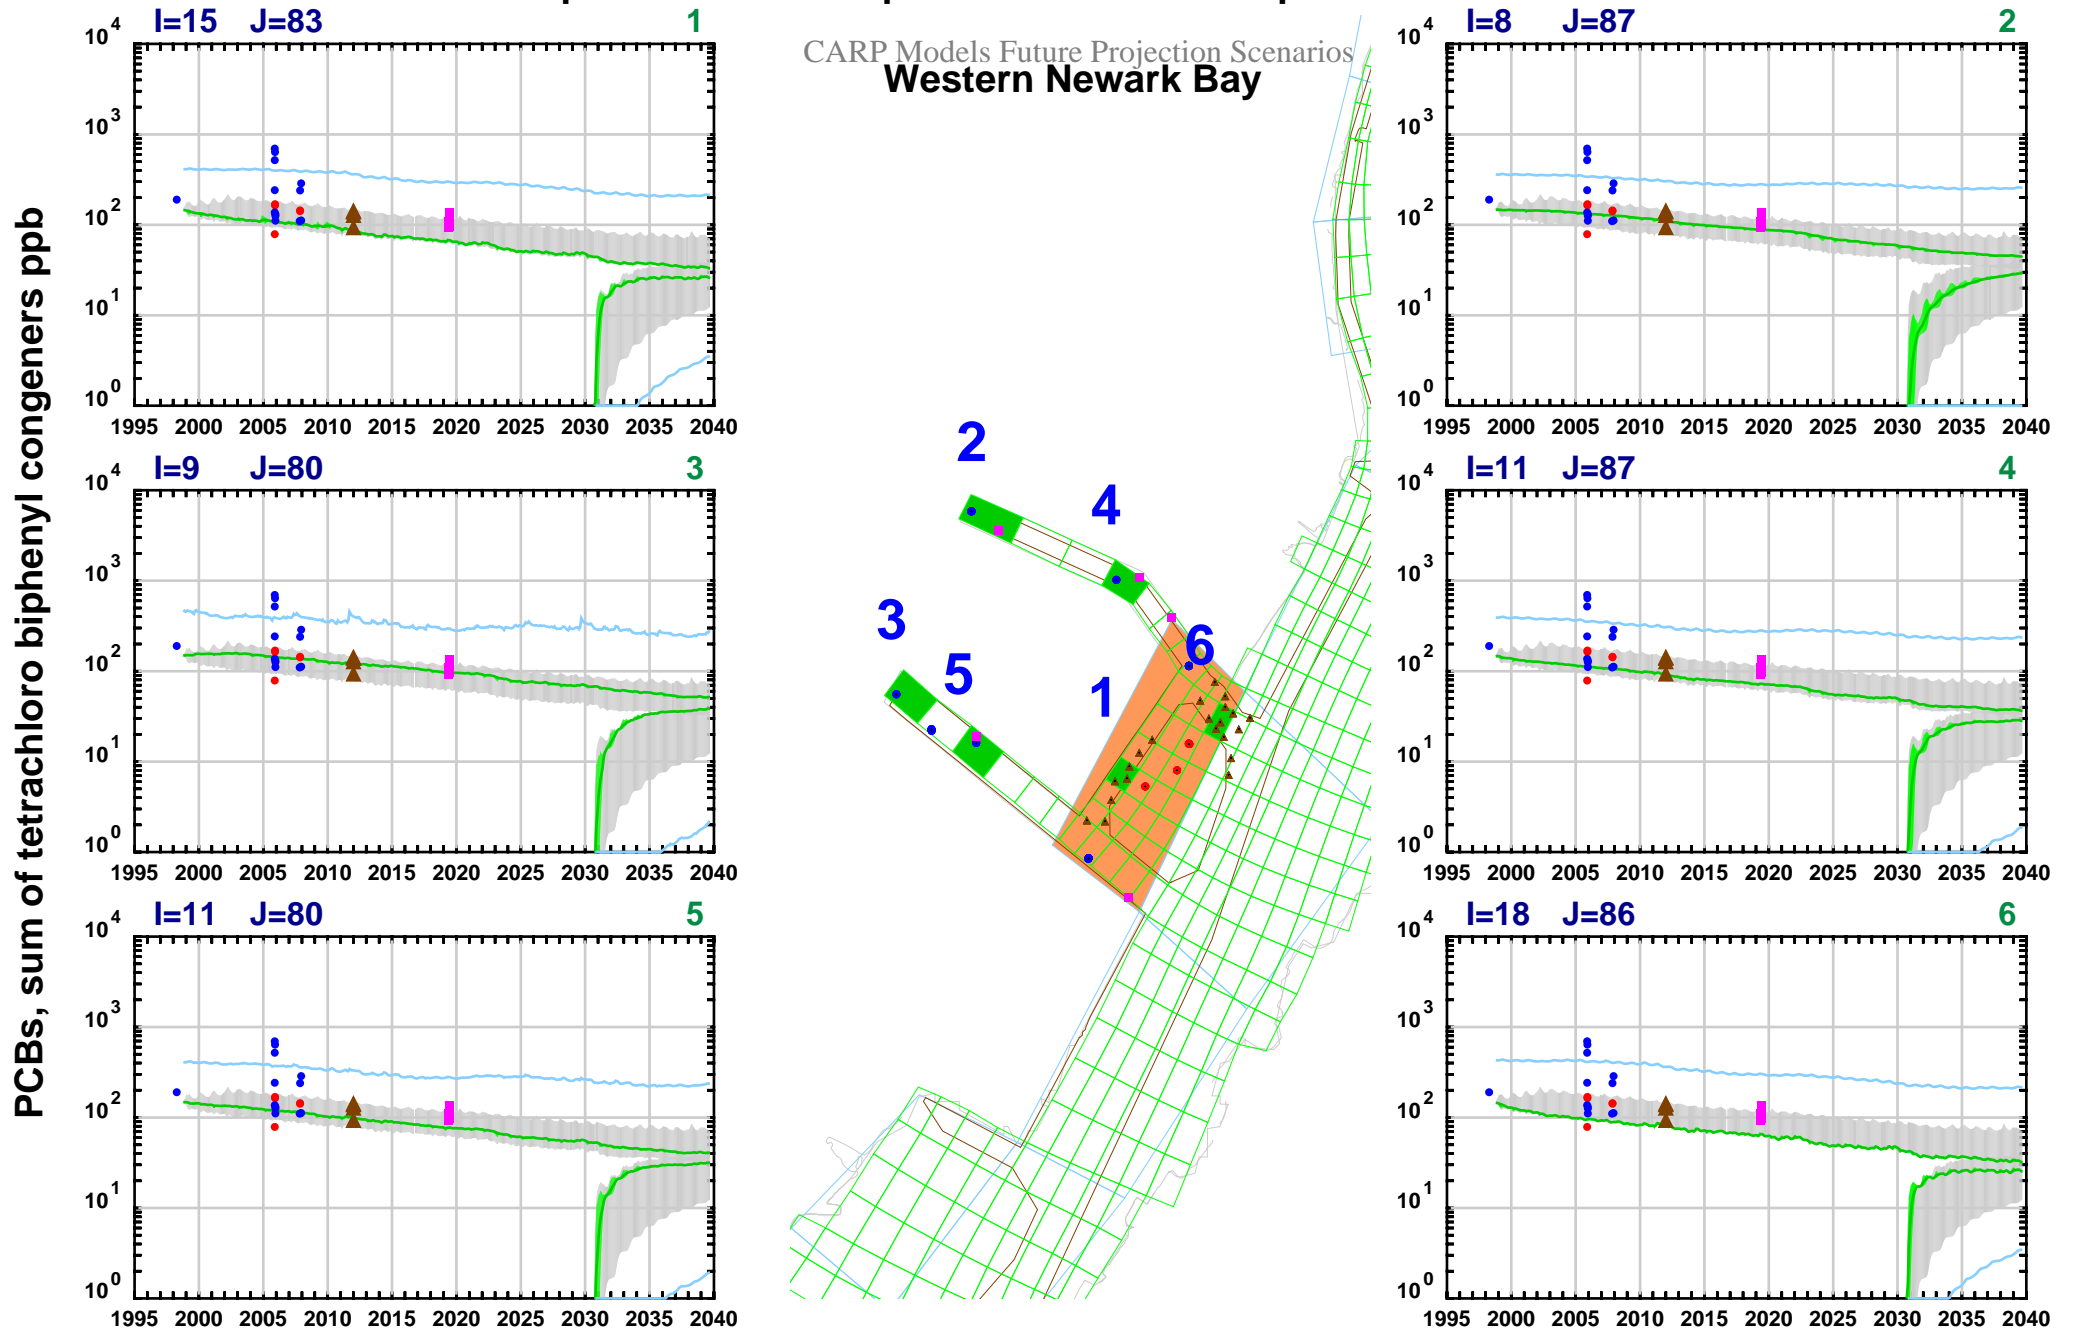 CARP Models Future Projection Scenarios
Western Newark Bay
PCBs, sum of tetrachloro biphenyl congeners ppb
I=15 J=83 1
10^4
10^3
10^2
10^1
10^0
1995 2000 2005 2010 2015 2020 2025 2030 2035 2040
I=8 J=87 2
10^4
10^3
10^2
10^1
10^0
1995 2000 2005 2010 2015 2020 2025 2030 2035 2040
I=9 J=80 3
10^4
10^3
10^2
10^1
10^0
1995 2000 2005 2010 2015 2020 2025 2030 2035 2040
I=11 J=87 4
10^4
10^3
10^2
10^1
10^0
1995 2000 2005 2010 2015 2020 2025 2030 2035 2040
I=11 J=80 5
10^4
10^3
10^2
10^1
10^0
1995 2000 2005 2010 2015 2020 2025 2030 2035 2040
I=18 J=86 6
10^4
10^3
10^2
10^1
10^0
1995 2000 2005 2010 2015 2020 2025 2030 2035 2040
2
4
3
6
5
1